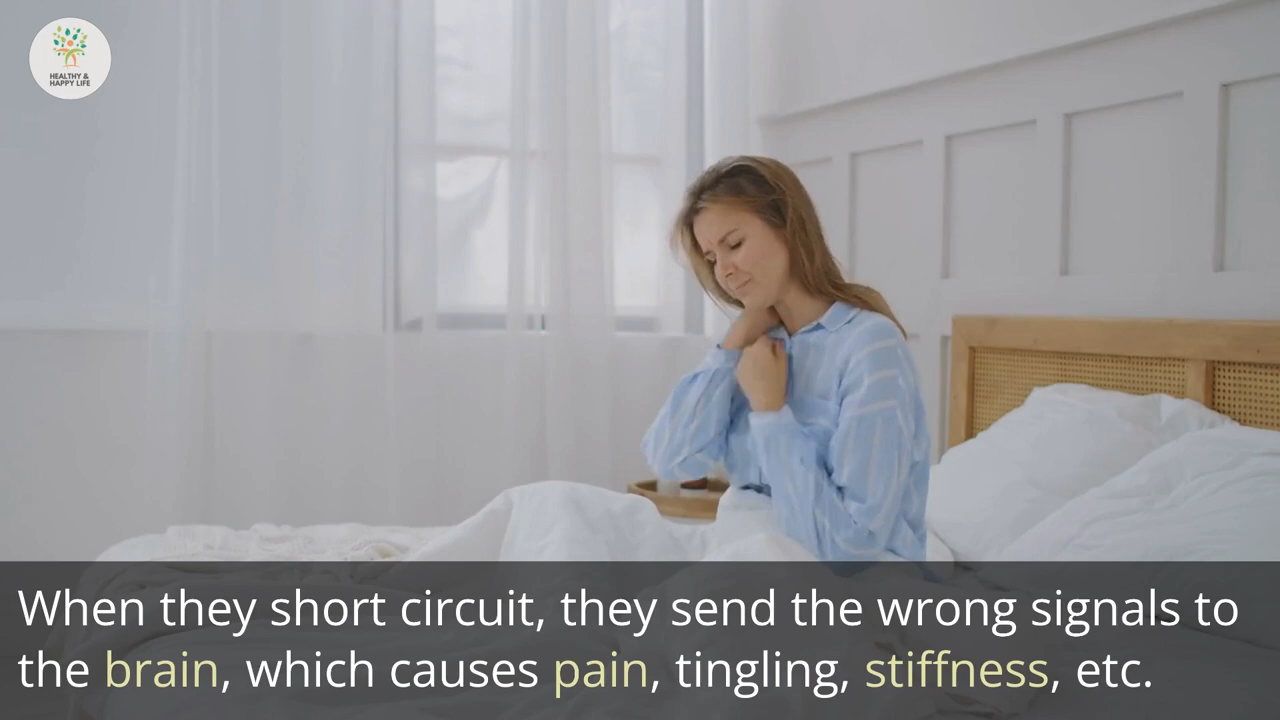 HEALTHY &
HAPPY LIFE
When they short circuit, they send the wrong signals to
the brain, which causes pain, tingling, stiffness, etc.